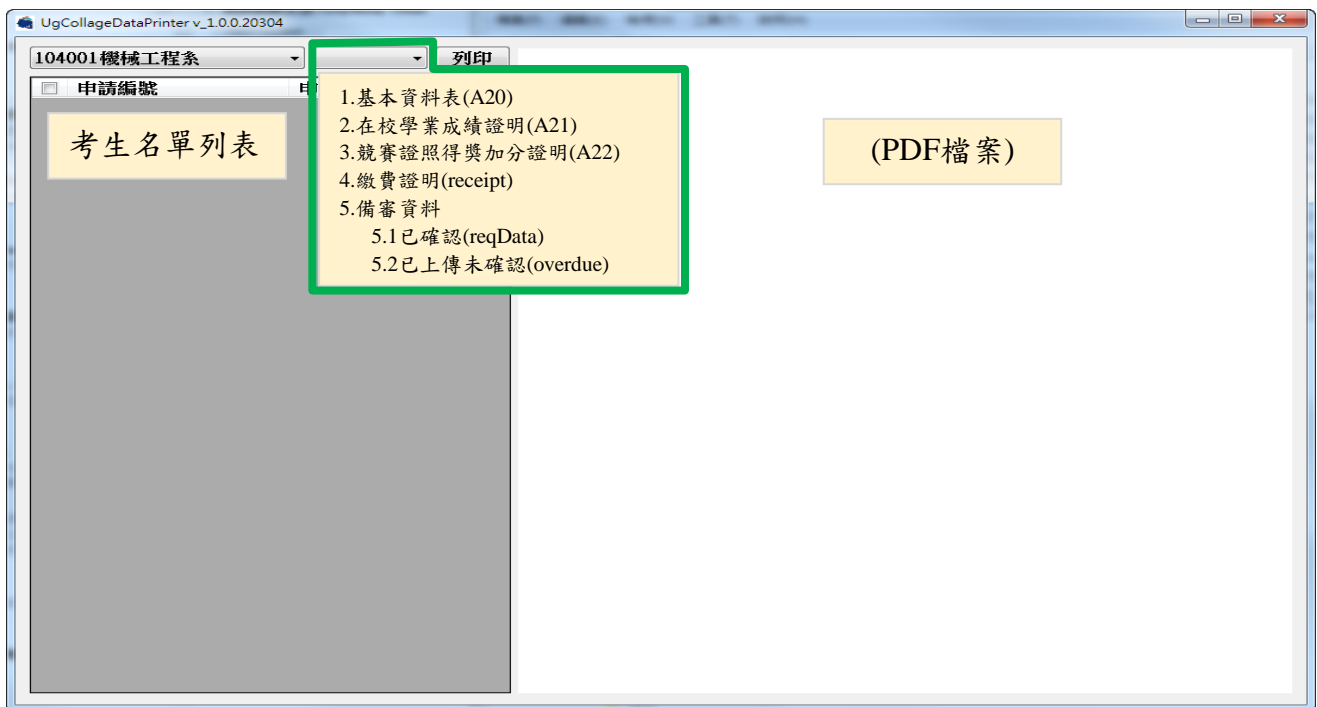 UgCollageDataPrinter v_1.0.0.20304
104001機械工程系 列印
申請編號
考生名單列表
1.基本資料表(A20)
2.在校學業成績證明(A21)
3.競賽證照得獎加分證明(A22)
4.繳費證明(receipt)
5.備審資料
5.1已確認(reqData)
5.2已上傳未確認(overdue)
(PDF檔案)